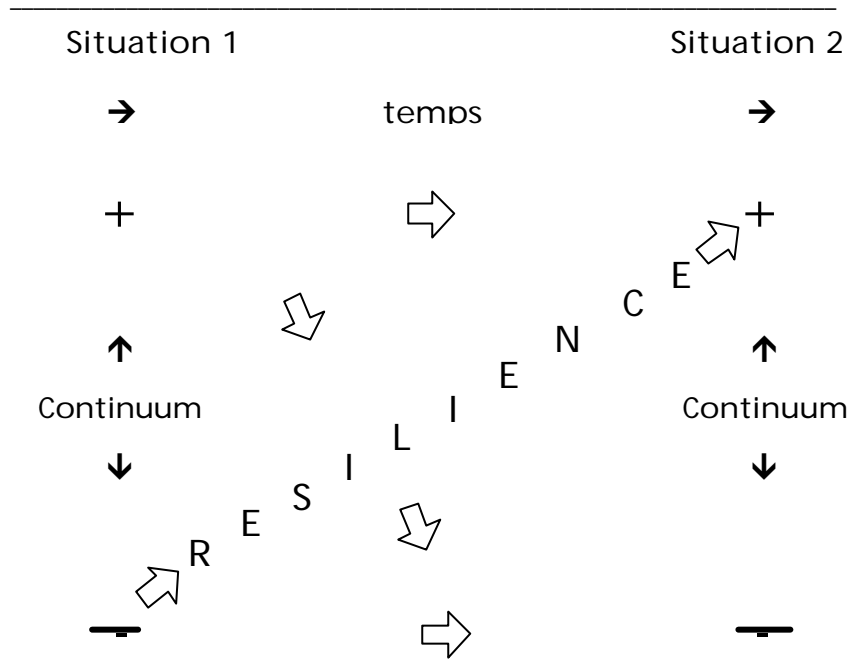 Situation 1 Situation 2
→ temps →
+ +
RESILIENCE
↑ ↑
Continuum Continuum
↓ ↓
- -